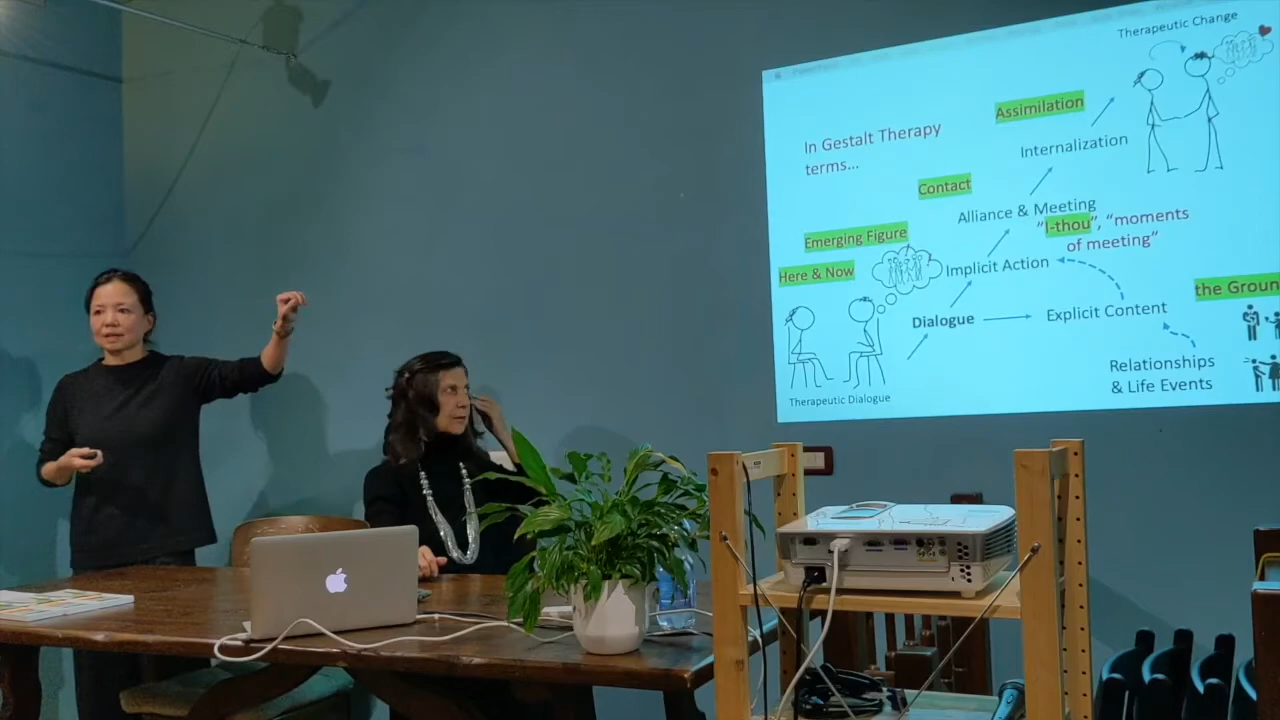 Therapeutic Change
Assimilation
In Gestalt Therapy
terms...
Internalization
Contact
Alliance & Meeting
"I-thou", "moments
of meeting"
Emerging Figure
Here & Now
Implicit Action
the Groun
Dialogue
Explicit Content
Relationships
& Life Events
Therapeutic Dialogue